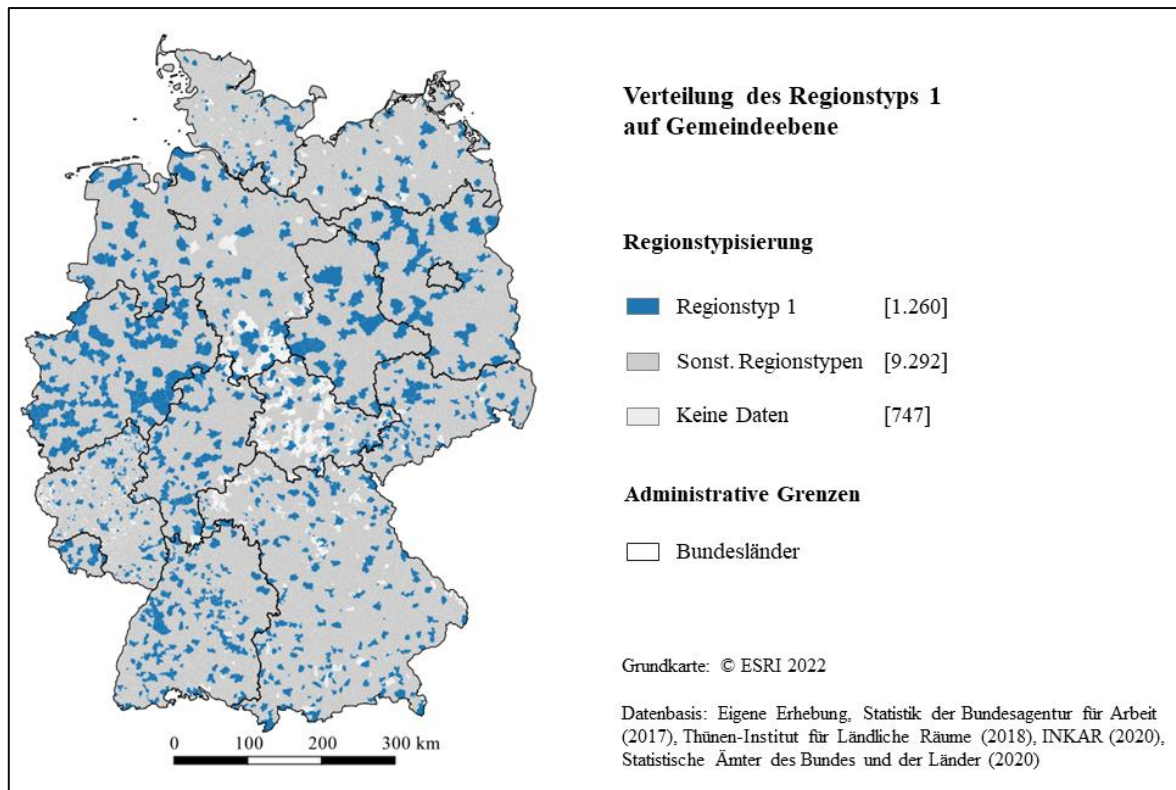 Verteilung des Regionstyps 1
auf Gemeindeebene
Regionstypisierung
Regionstyp 1 [1.260]
Sonst. Regionstypen [9.292]
Keine Daten [747]
Administrative Grenzen
Bundesländer
Grundkarte: © ESRI 2022
Datenbasis: Eigene Erhebung, Statistik der Bundesagentur für Arbeit
(2017), Thünen-Institut für Ländliche Räume (2018), INKAR (2020),
Statistische Ämter des Bundes und der Länder (2020)
0 100 200 300 km